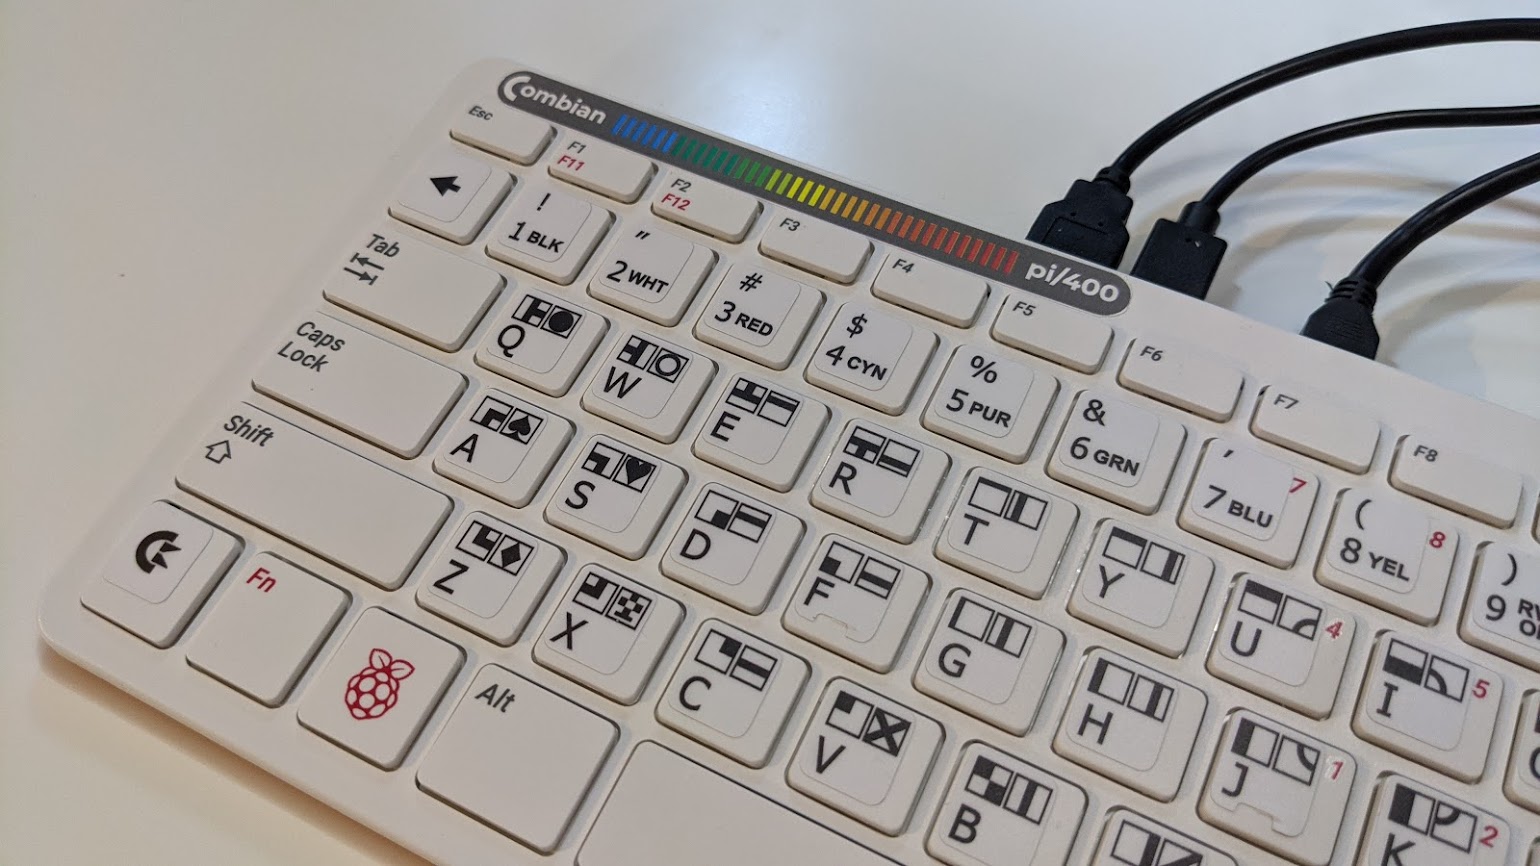 Combian
pi/400
Esc
F1
F11
F2
F12
F3
F4
F5
F6
F7
F8
!
1 BLK
"
2 WHT
#
3 RED
$
4 CYN
%
5 PUR
&
6 GRN
'
7
7 BLU
(
8
8 YEL
)
9
Tab
Q
W
E
R
T
Y
U
4
I
5
Caps
Lock
A
S
D
F
G
H
J
1
K
2
Shift
Z
X
C
V
B
Fn
Alt